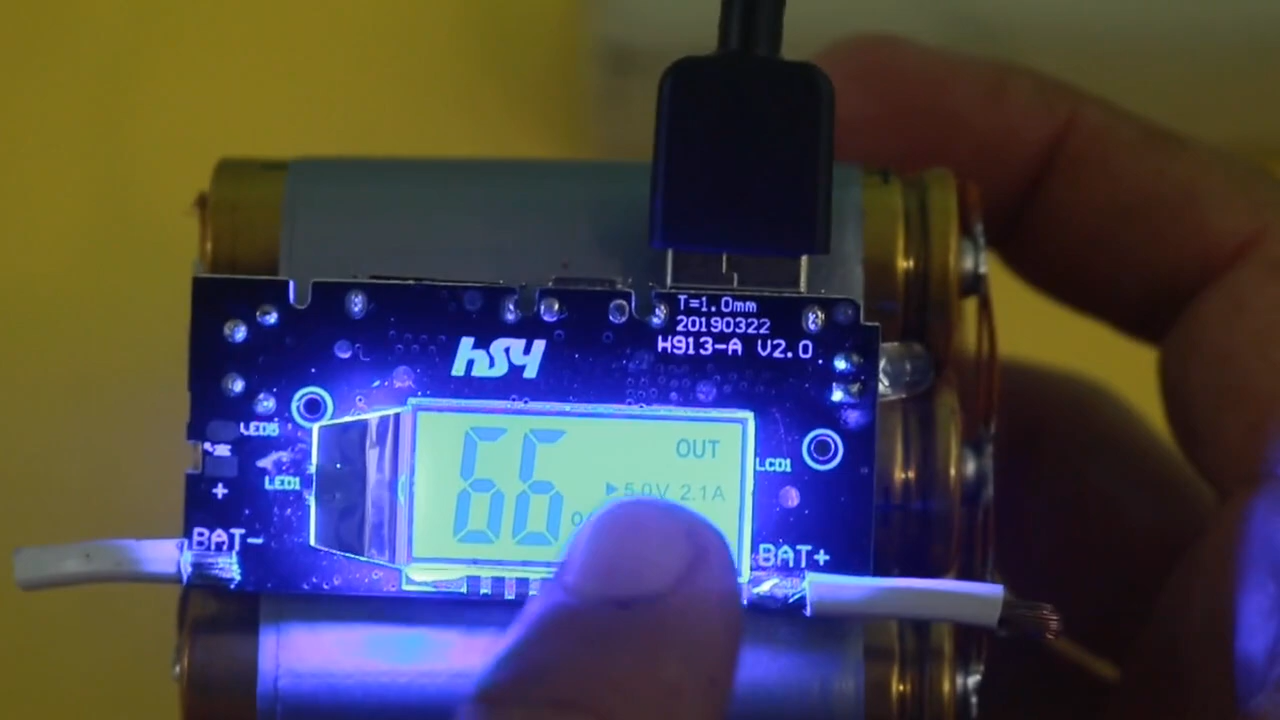 T=1.0mm
20190322
H913-A V2.0
hsy
LED5
LED1
+
BAT-
66
OUT
5.0V 2.1A
LCD1
BAT+